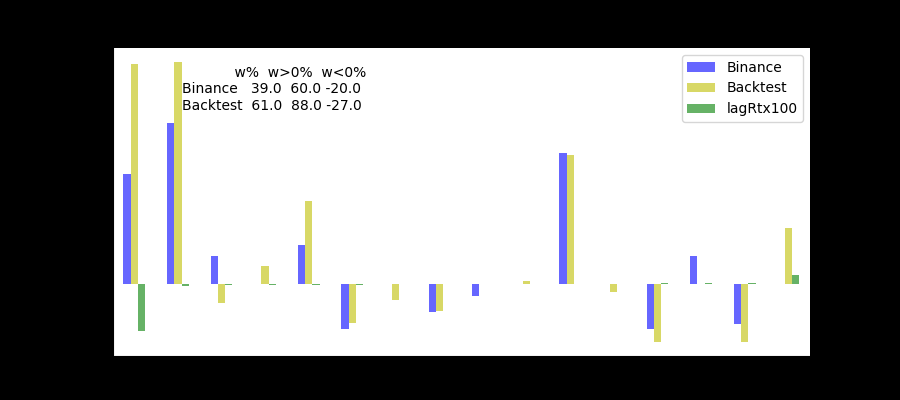 w% w>0% w<0%
Binance 39.0 60.0 -20.0
Backtest 61.0 88.0 -27.0
Binance
Backtest
lagRtx100